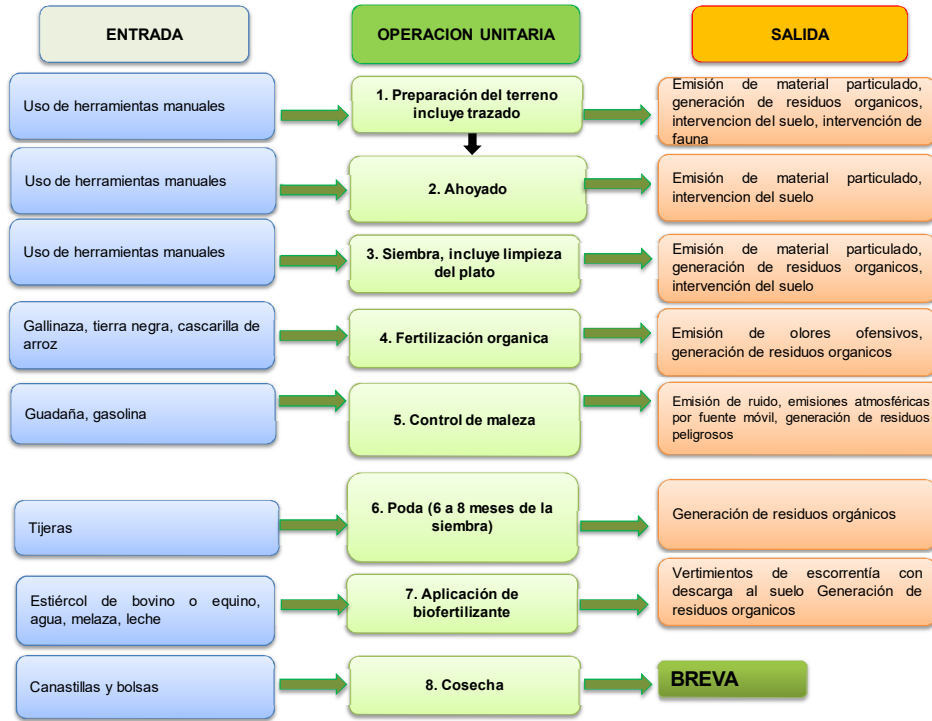 ENTRADA
OPERACION UNITARIA
SALIDA
Uso de herramientas manuales
1. Preparación del terreno
incluye trazado
Emisión de material particulado,
generación de residuos organicos,
intervencion del suelo, intervención de
fauna
Uso de herramientas manuales
2. Ahoyado
Emisión de material particulado,
intervencion del suelo
Uso de herramientas manuales
3. Siembra, incluye limpieza
del plato
Emisión de material particulado,
generación de residuos organicos,
intervención del suelo
Gallinaza, tierra negra, cascarilla de
arroz
4. Fertilización organica
Emisión de olores ofensivos,
generación de residuos organicos
Guadaña, gasolina
5. Control de maleza
Emisión de ruido, emisiones atmosféricas
por fuente móvil, generación de residuos
peligrosos
Tijeras
6. Poda (6 a 8 meses de la
siembra)
Generación de residuos orgánicos
Estiércol de bovino o equino,
agua, melaza, leche
7. Aplicación de
biofertilizante
Vertimientos de escorrentía con
descarga al suelo Generación de
residuos organicos
Canastillas y bolsas
8. Cosecha
BREVA